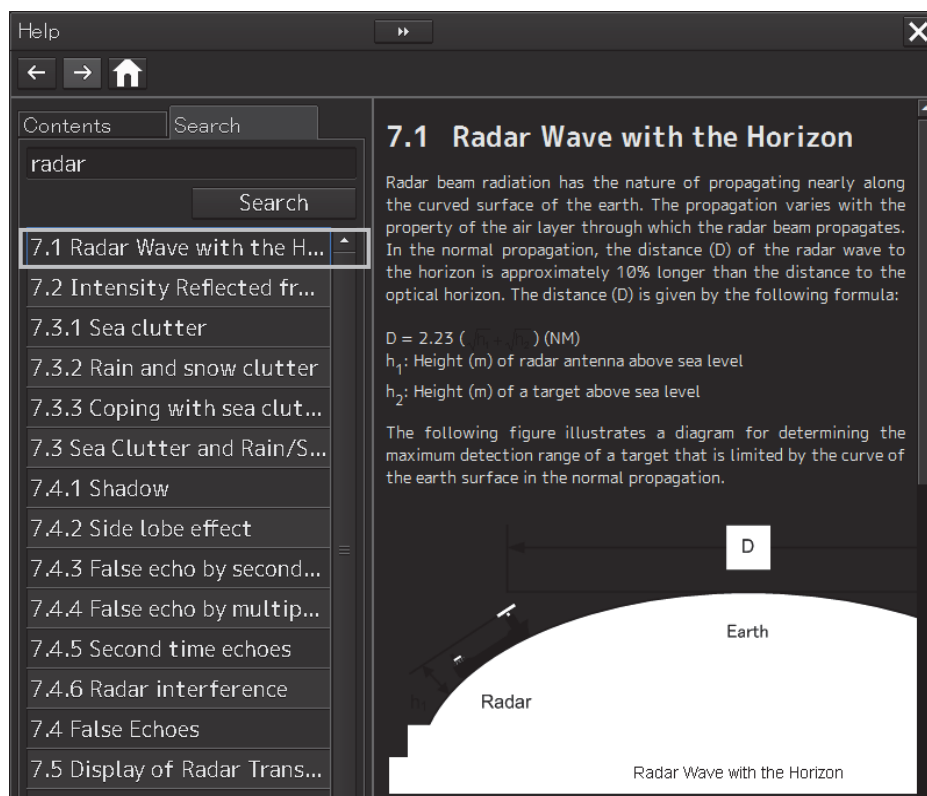 Help
Contents
Search
radar
Search
7.1 Radar Wave with the H...
7.2 Intensity Reflected fr...
7.3.1 Sea clutter
7.3.2 Rain and snow clutter
7.3.3 Coping with sea clut...
7.3 Sea Clutter and Rain/S...
7.4.1 Shadow
7.4.2 Side lobe effect
7.4.3 False echo by second...
7.4.4 False echo by multip...
7.4.5 Second time echoes
7.4.6 Radar interference
7.4 False Echoes
7.5 Display of Radar Trans...
7.1 Radar Wave with the Horizon
Radar beam radiation has the nature of propagating nearly along
the curved surface of the earth. The propagation varies with the
property of the air layer through which the radar beam propagates.
In the normal propagation, the distance (D) of the radar wave to
the horizon is approximately 10% longer than the distance to the
optical horizon. The distance (D) is given by the following formula:
D = 2.23 (√h₁ + √h₂) (NM)
h₁: Height (m) of radar antenna above sea level
h₂: Height (m) of a target above sea level
The following figure illustrates a diagram for determining the
maximum detection range of a target that is limited by the curve of
the earth surface in the normal propagation.
D
Earth
h₁
Radar
Radar Wave with the Horizon